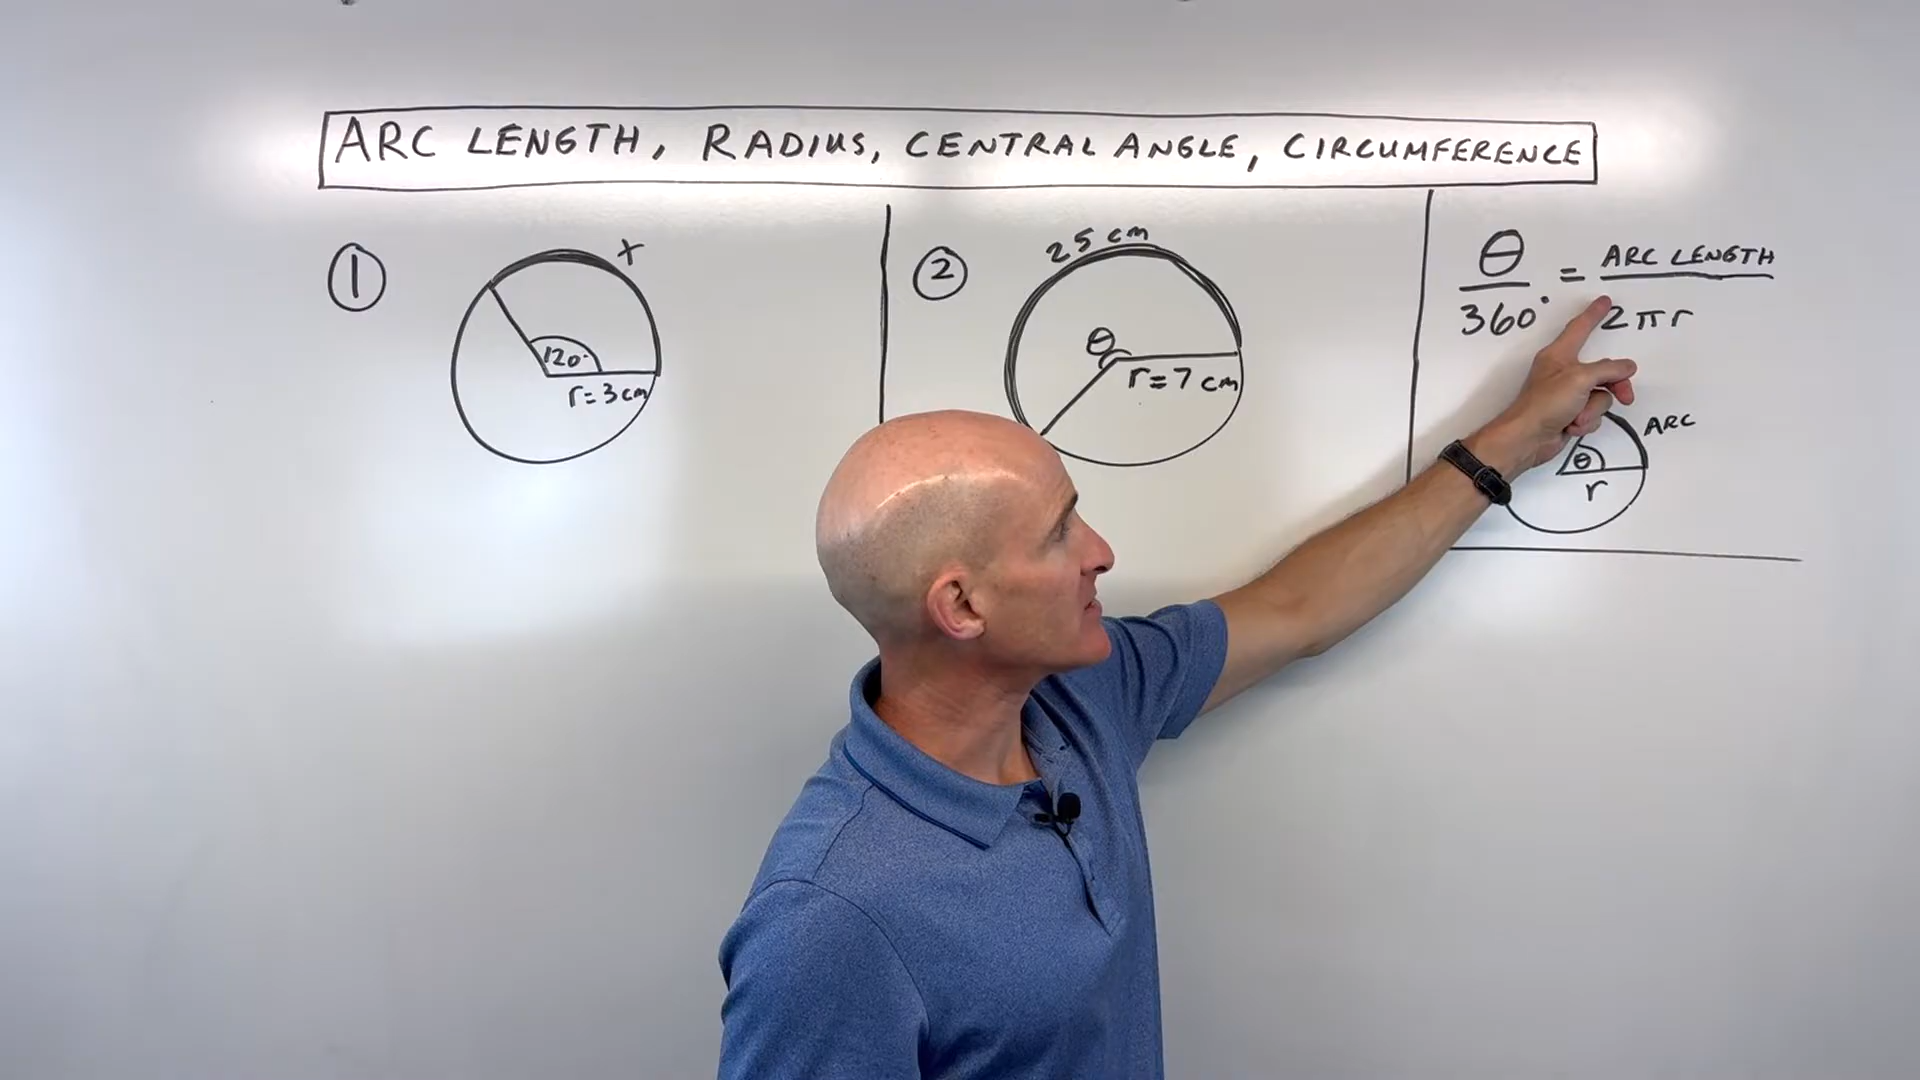 ARC LENGTH, RADIUS, CENTRAL ANGLE, CIRCUMFERENCE
1
x
120°
r=3cm
2
25 cm
θ
r=7cm
θ/360° = ARC LENGTH/2πr
ARC
θ
r